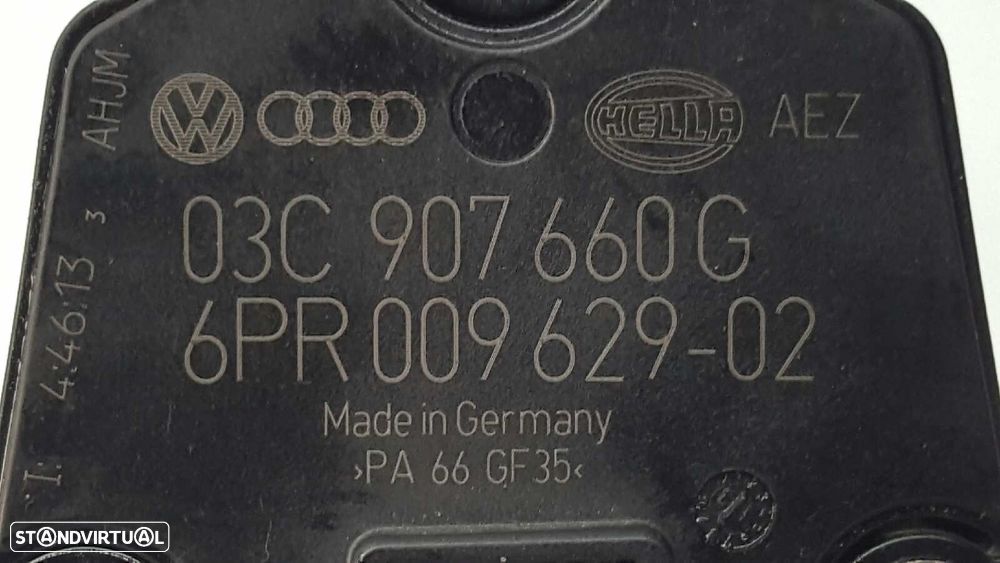 HELLA AEZ
03C 907 660 G
6PR 009 629-02
Made in Germany
>PA 66 GF35<
I: 4:46.13 3 AHJM
STANDVIRTUAL